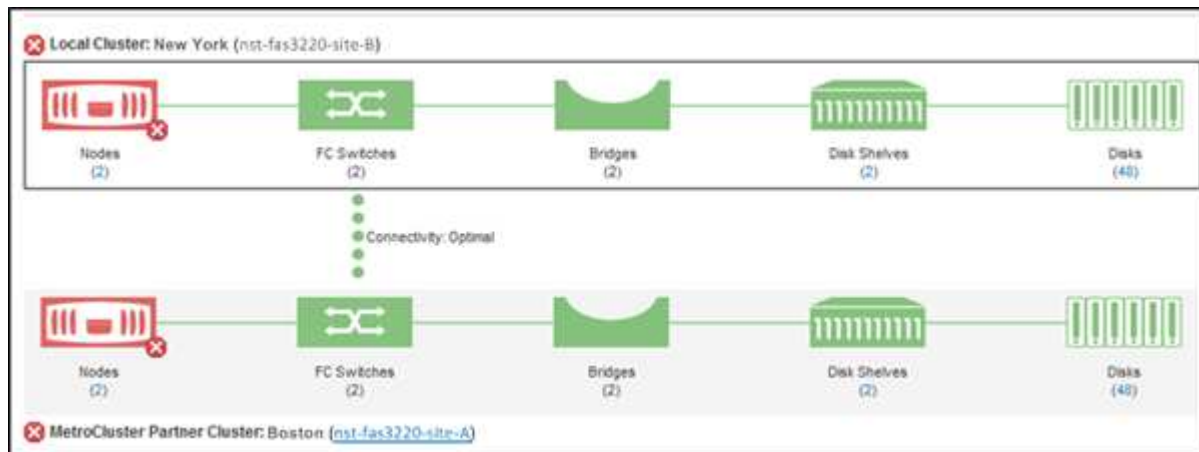 Local Cluster: New York (nst-fas3220-site-B)
Nodes FC Switches Bridges Disk Shelves Disks
(2) (2) (2) (2) (48)
Connectivity: Optimal
Nodes FC Switches Bridges Disk Shelves Disks
(2) (2) (2) (2) (48)
MetroCluster Partner Cluster: Boston (nst-fas3220-site-A)